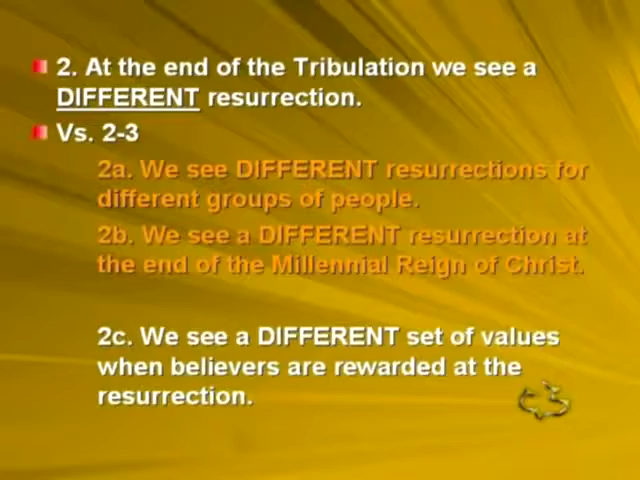 2. At the end of the Tribulation we see a
DIFFERENT resurrection.
Vs. 2-3
2a. We see DIFFERENT resurrections for
different groups of people.
2b. We see a DIFFERENT resurrection at
the end of the Millennial Reign of Christ.
2c. We see a DIFFERENT set of values
when believers are rewarded at the
resurrection.